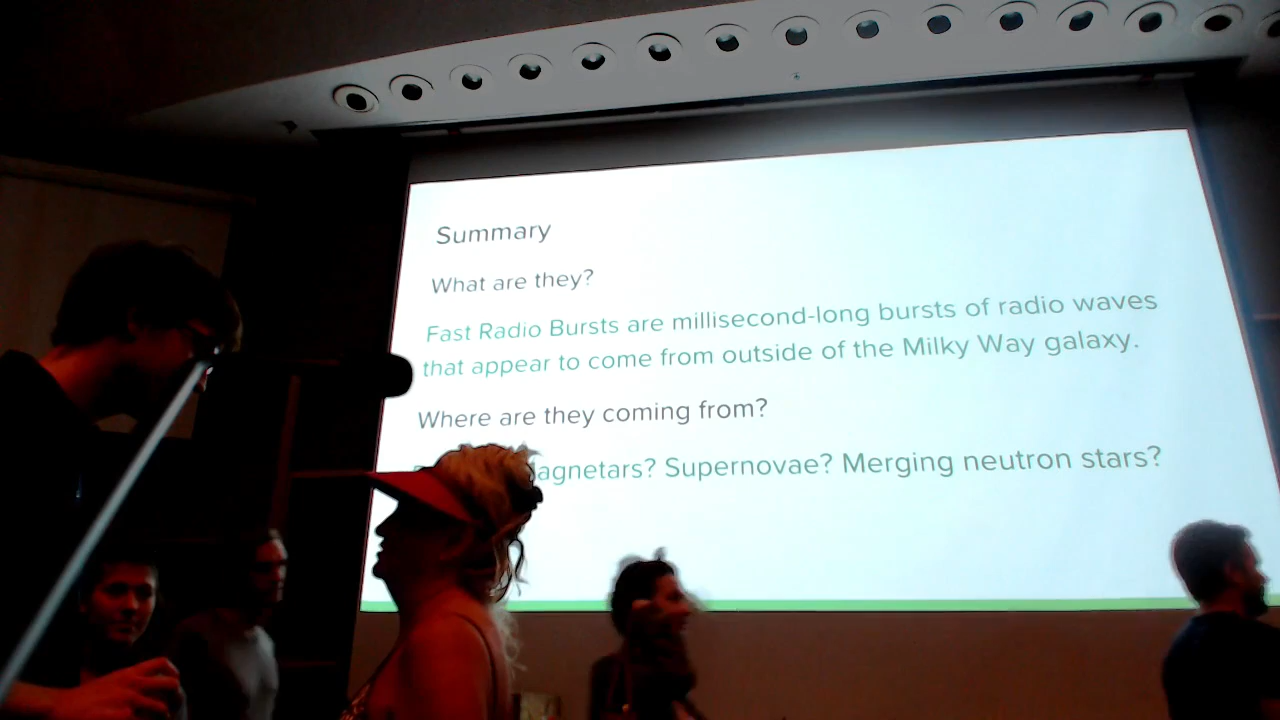 Summary
What are they?
Fast Radio Bursts are millisecond-long bursts of radio waves
that appear to come from outside of the Milky Way galaxy.
Where are they coming from?
Supernovae? Merging neutron stars?